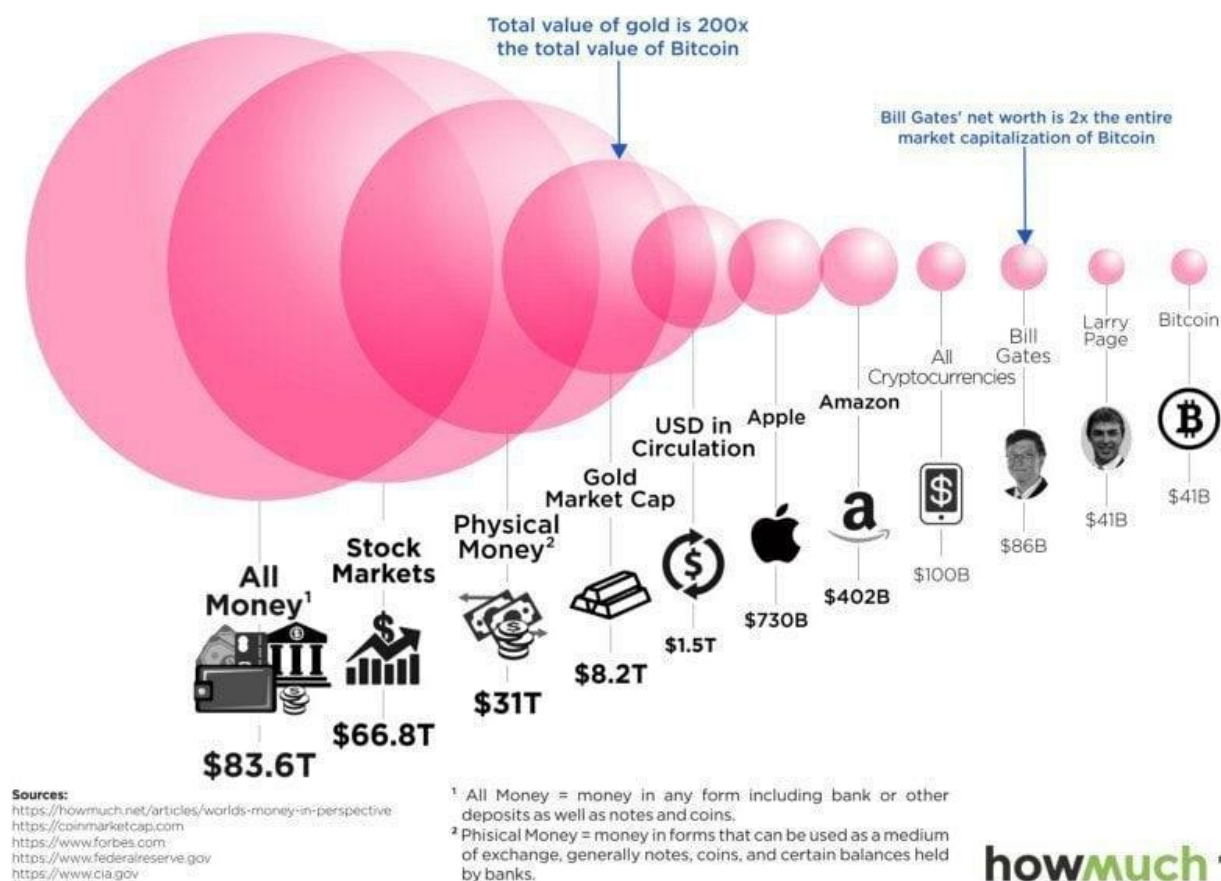 Total value of gold is 200x
the total value of Bitcoin
Bill Gates' net worth is 2x the entire
market capitalization of Bitcoin
All
Money¹
$83.6T
Stock
Markets
$66.8T
Physical
Money²
$31T
Gold
Market Cap
$8.2T
USD in
Circulation
$1.5T
Apple
$730B
Amazon
a
$402B
All
Cryptocurrencies
$100B
Bill
Gates
$86B
Larry
Page
$41B
Bitcoin
$41B
Sources:
https://howmuch.net/articles/worlds-money-in-perspective
https://coinmarketcap.com
https://www.forbes.com
https://www.federalreserve.gov
https://www.cia.gov
¹ All Money = money in any form including bank or other
deposits as well as notes and coins.
² Phisical Money = money in forms that can be used as a medium
of exchange, generally notes, coins, and certain balances held
by banks.
howmuch